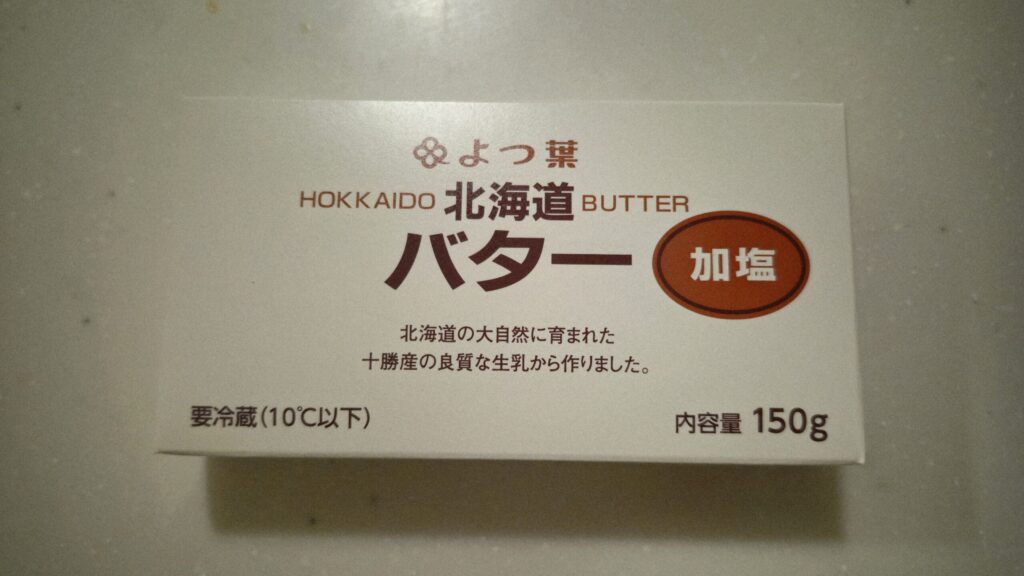 よつ葉
HOKKAIDO 北海道 BUTTER
バター
加塩
北海道の大自然に育まれた
十勝産の良質な生乳から作りました。
要冷蔵(10℃以下)
内容量 150g